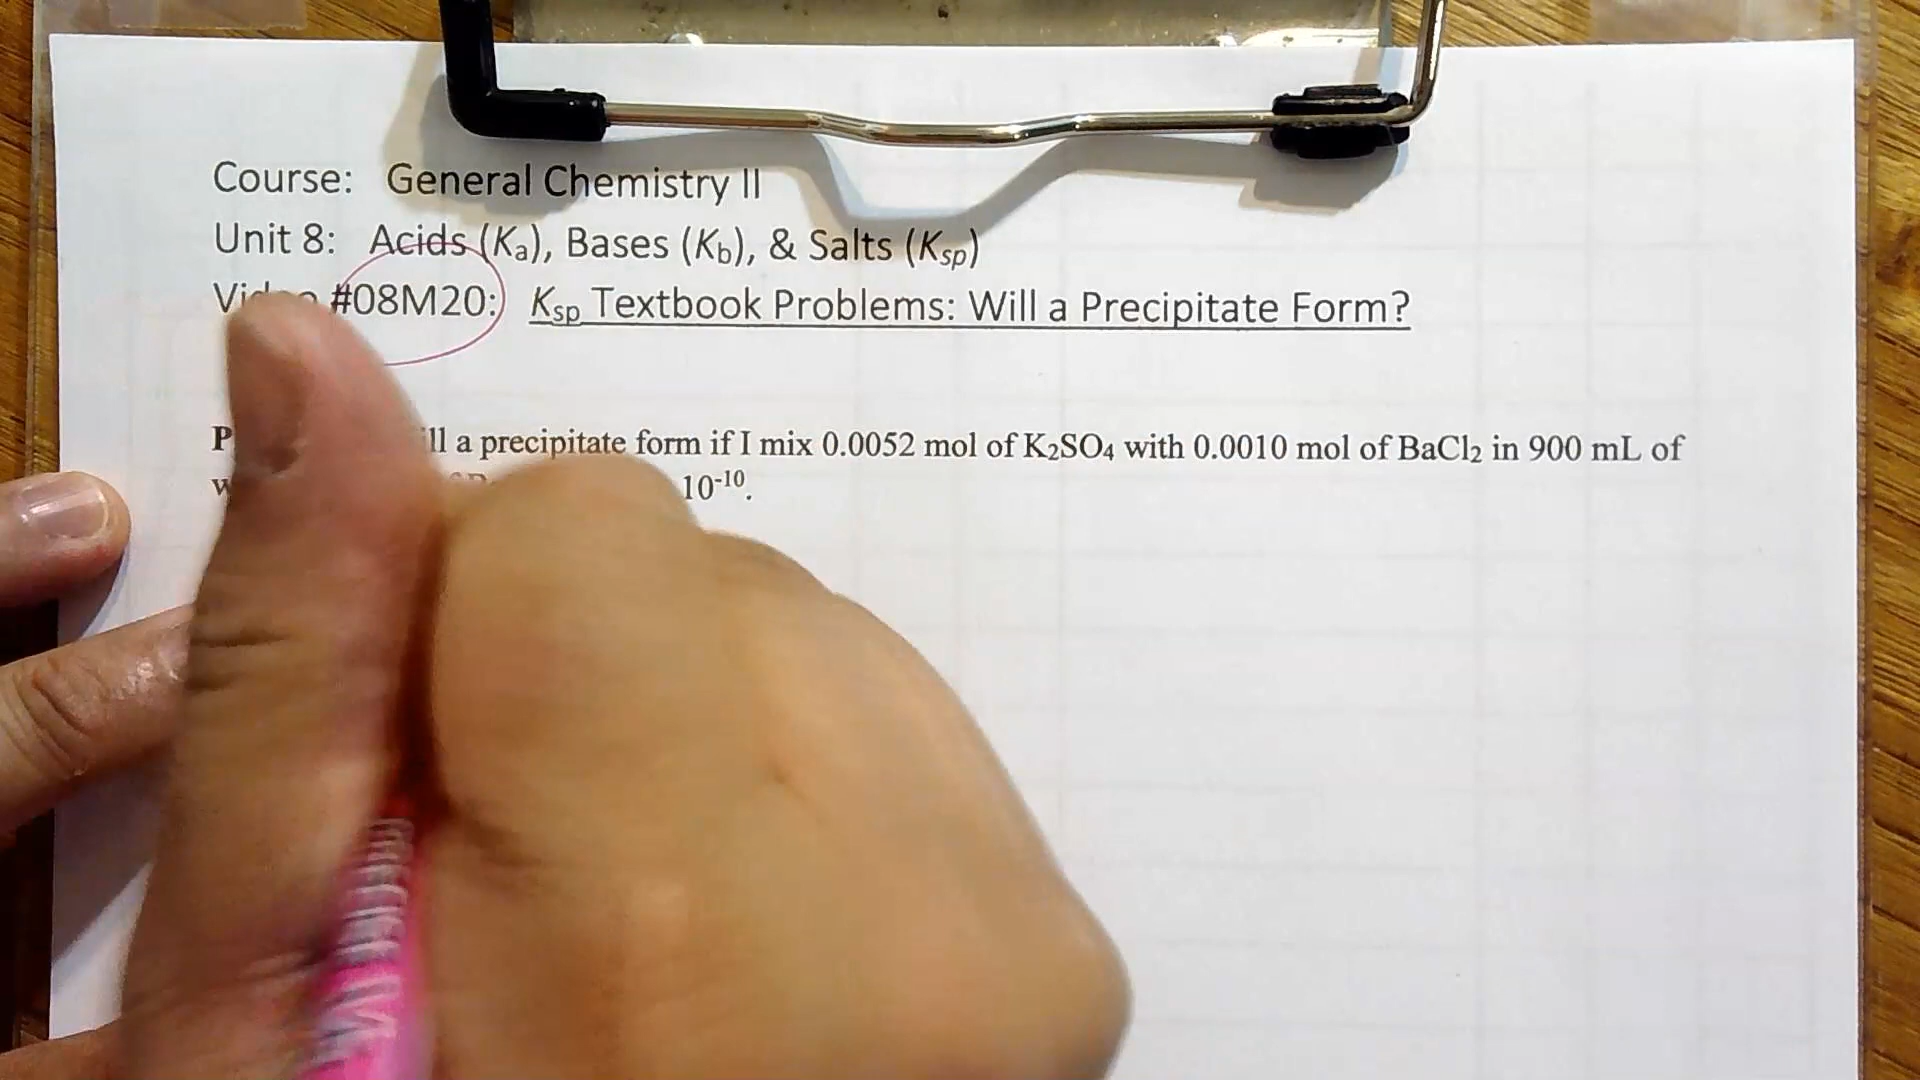 Course: General Chemistry II
Unit 8: Acids (Ka), Bases (Kb), & Salts (Ksp)
#08M20: Ksp Textbook Problems: Will a Precipitate Form?
a precipitate form if I mix 0.0052 mol of K₂SO₄ with 0.0010 mol of BaCl₂ in 900 mL of
10⁻¹⁰.